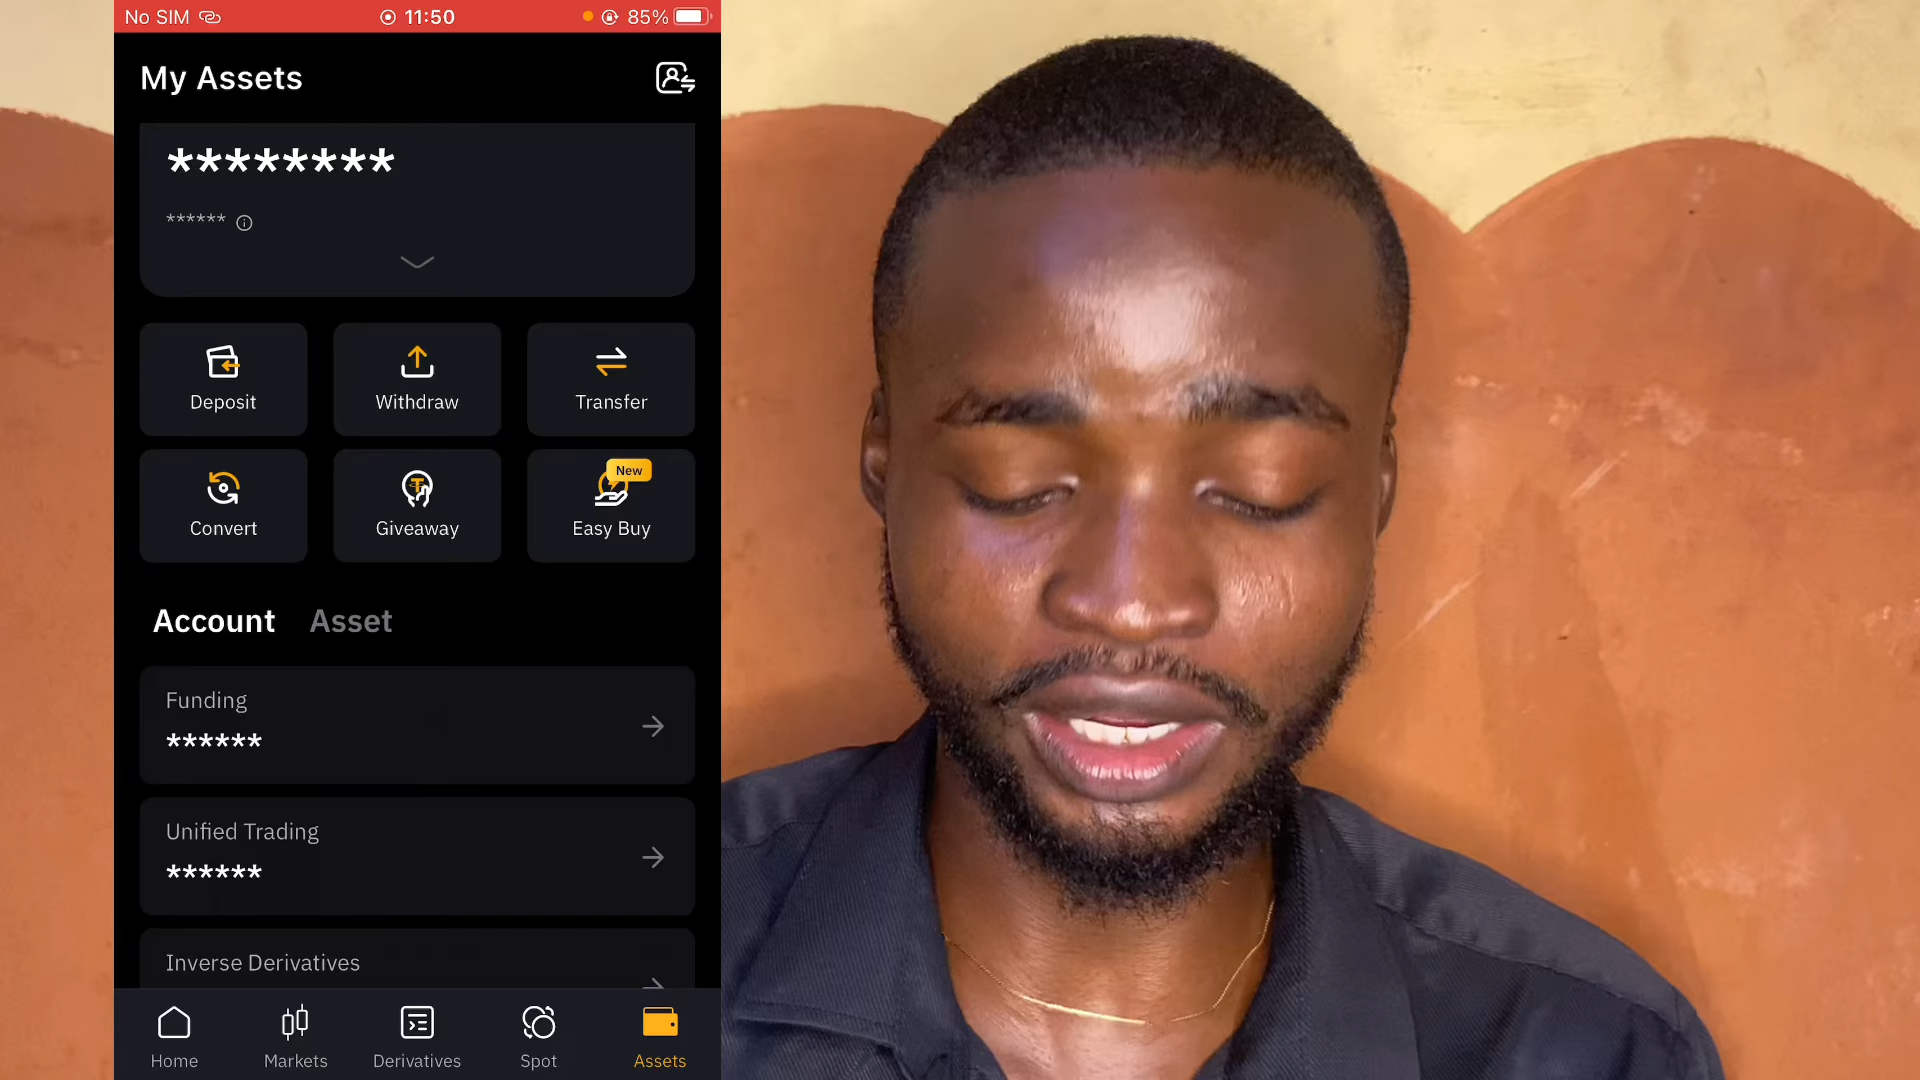 No SIM 11:50 85%
My Assets
********
******
Deposit Withdraw Transfer
New
Convert Giveaway Easy Buy
Account Asset
Funding
******
Unified Trading
******
Inverse Derivatives
Home Markets Derivatives Spot Assets